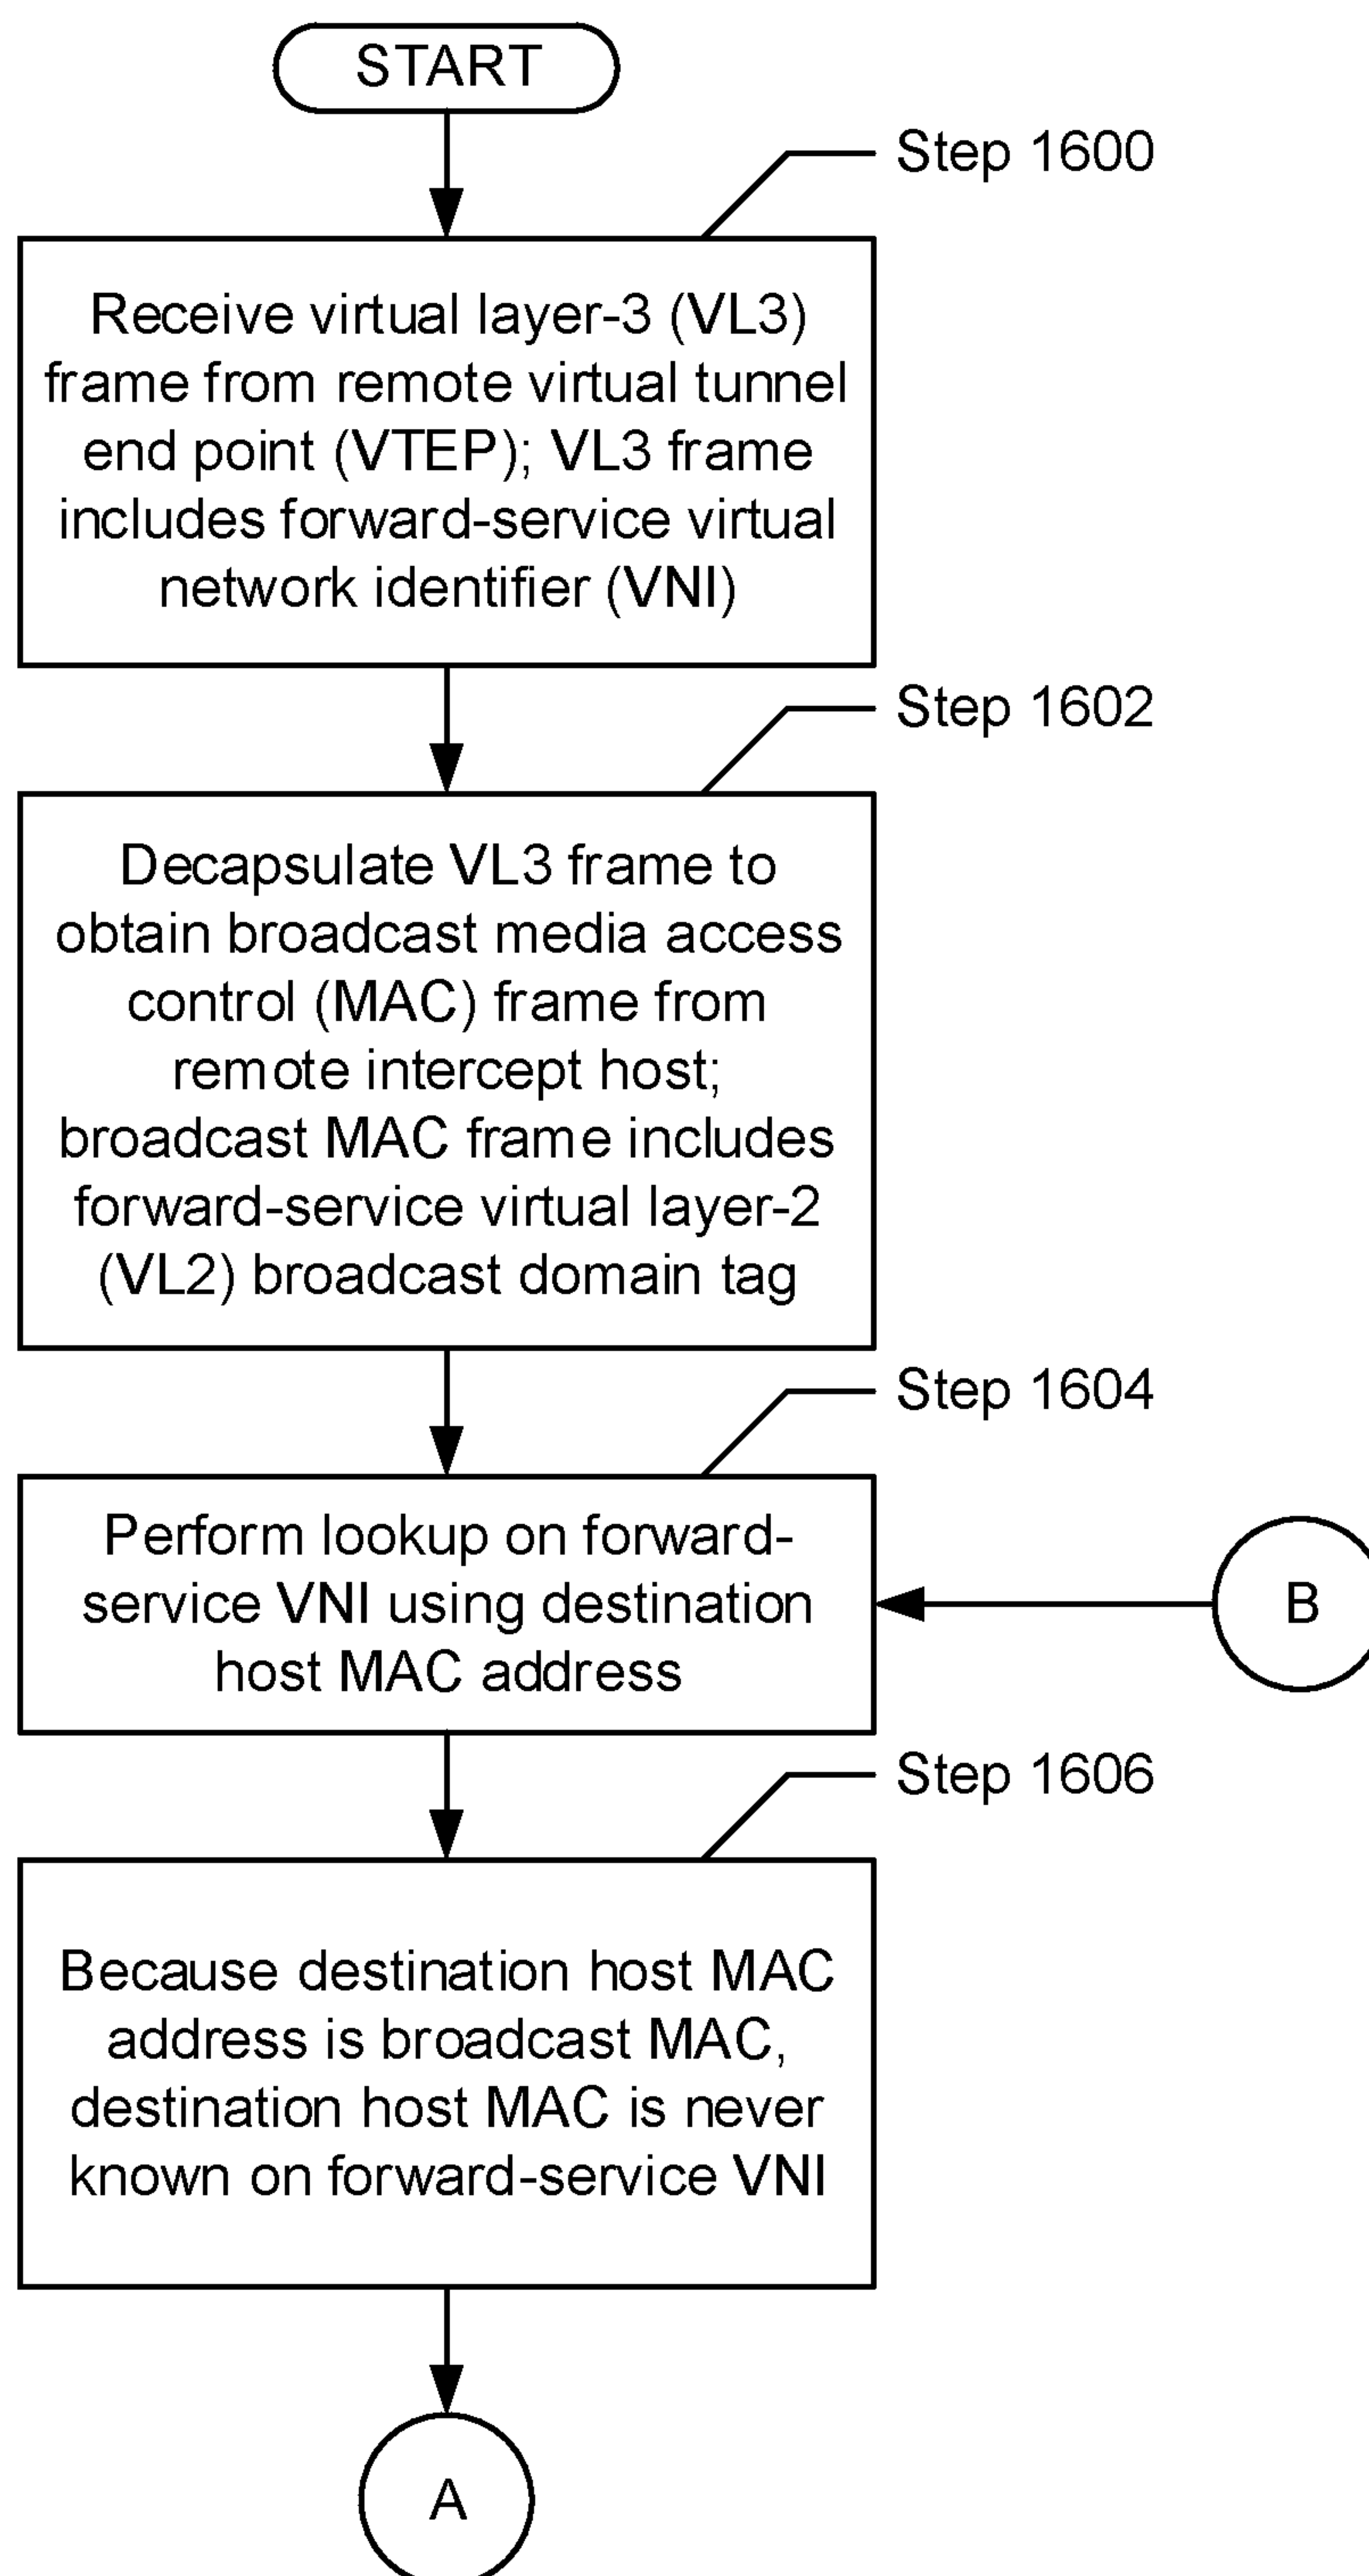 START
Step 1600
Receive virtual layer-3 (VL3)
frame from remote virtual tunnel
end point (VTEP); VL3 frame
includes forward-service virtual
network identifier (VNI)
Step 1602
Decapsulate VL3 frame to
obtain broadcast media access
control (MAC) frame from
remote intercept host;
broadcast MAC frame includes
forward-service virtual layer-2
(VL2) broadcast domain tag
Step 1604
Perform lookup on forward-
service VNI using destination
host MAC address
B
Step 1606
Because destination host MAC
address is broadcast MAC,
destination host MAC is never
known on forward-service VNI
A